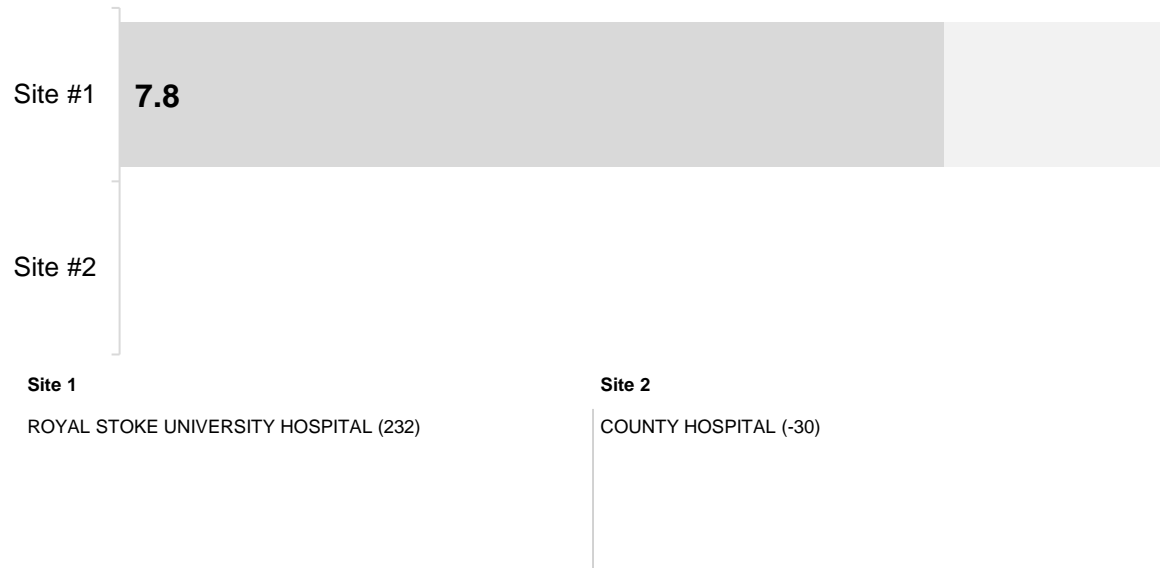 Site #1
7.8
Site #2
Site 1
ROYAL STOKE UNIVERSITY HOSPITAL (232)
Site 2
COUNTY HOSPITAL (-30)